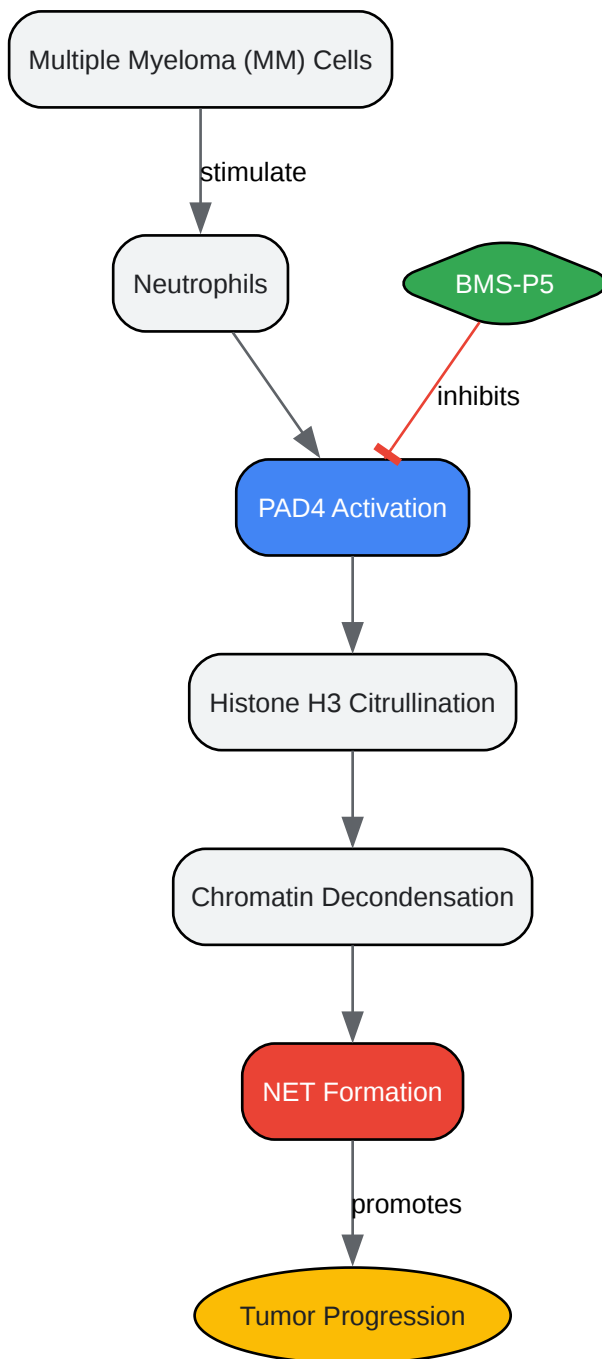 Multiple Myeloma (MM) Cells
stimulate
Neutrophils
BMS-P5
inhibits
PAD4 Activation
Histone H3 Citrullination
Chromatin Decondensation
NET Formation
promotes
Tumor Progression